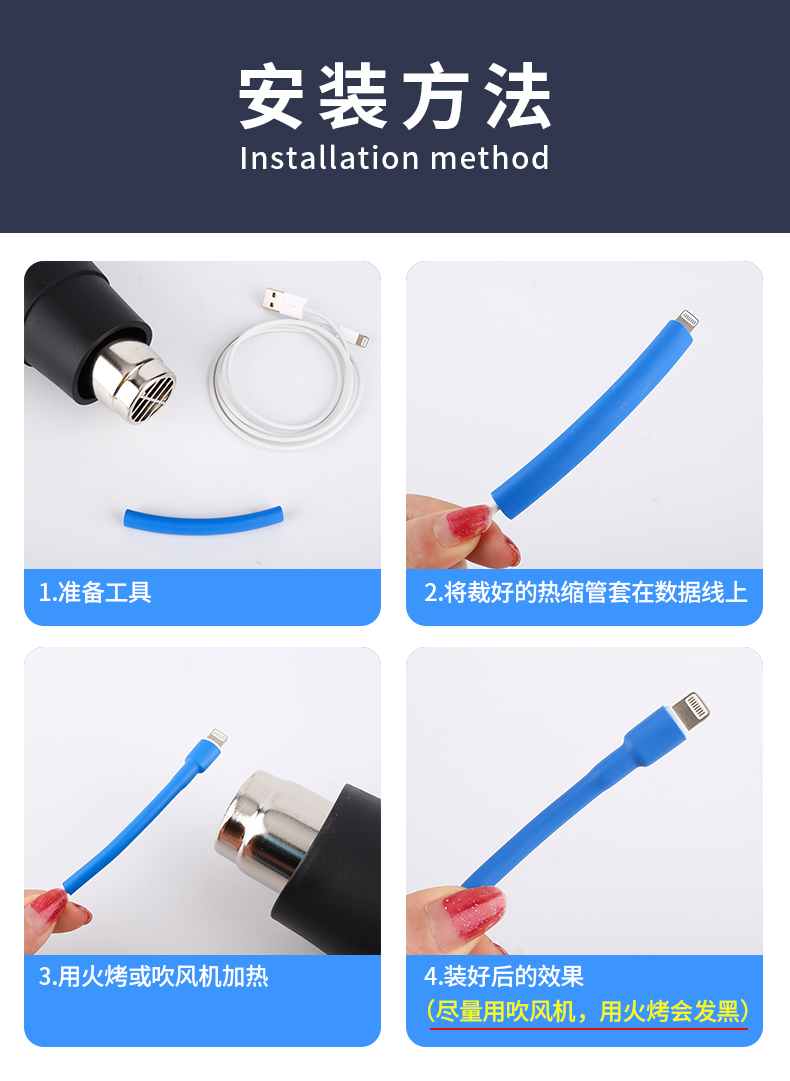 安装方法
Installation method
1.准备工具
2.将裁好的热缩管套在数据线上
3.用火烤或吹风机加热
4.装好后的效果
（尽量用吹风机，用火烤会发黑）